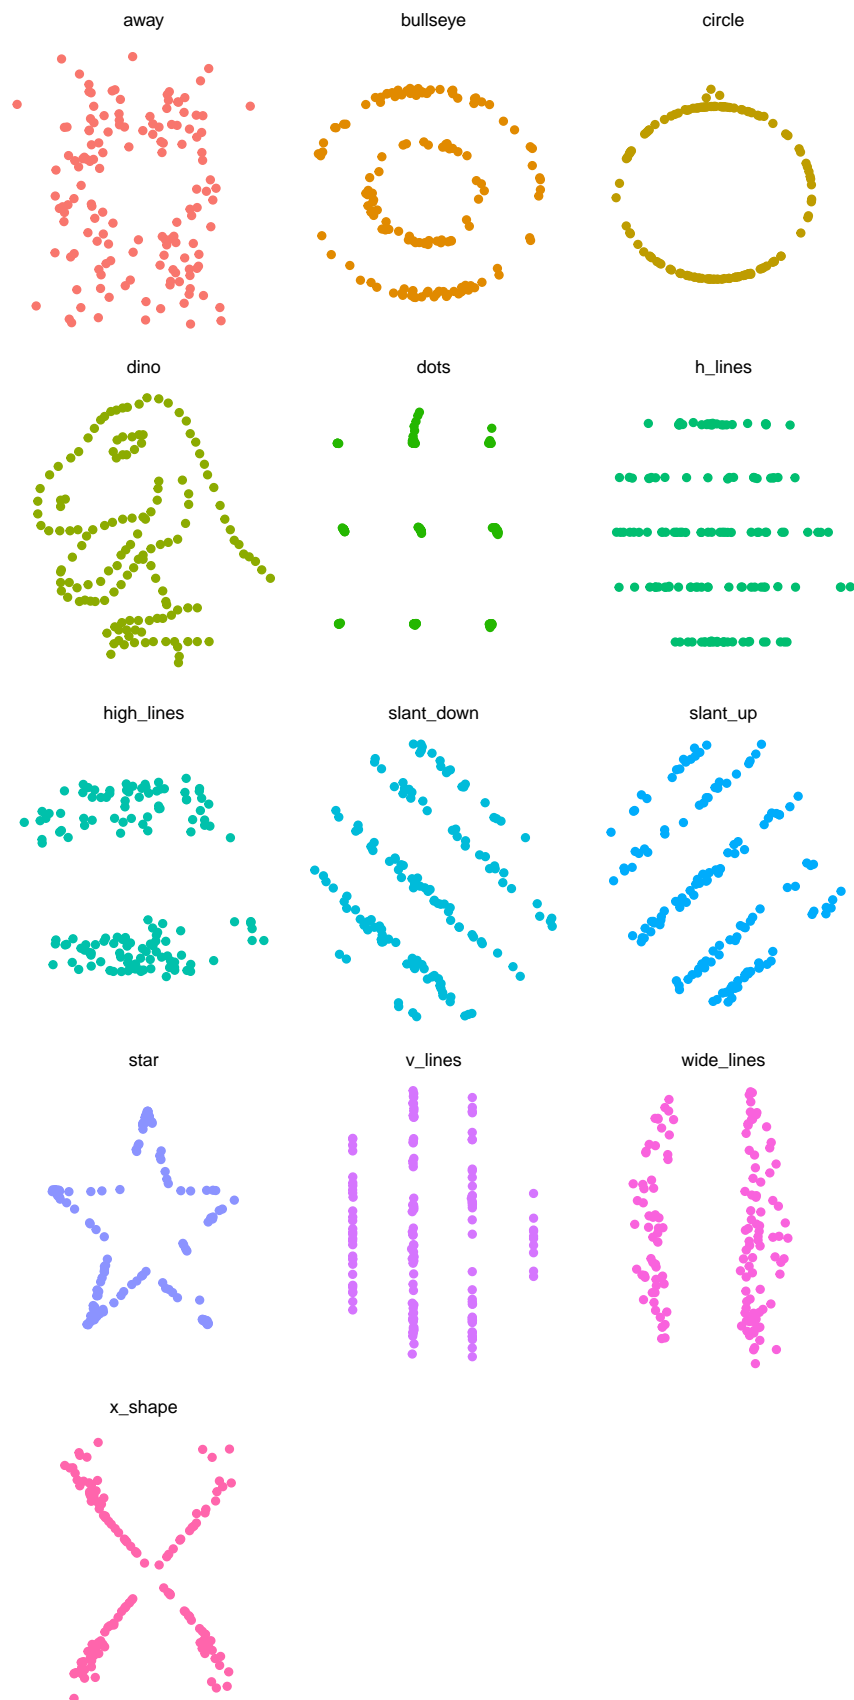 away
bullseye
circle
dino
dots
h_lines
high_lines
slant_down
slant_up
star
v_lines
wide_lines
x_shape